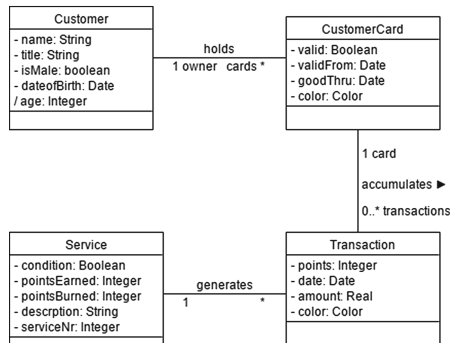 Customer
- name: String
- title: String
- isMale: boolean
- dateofBirth: Date
/ age: Integer
holds
1 owner cards *
CustomerCard
- valid: Boolean
- validFrom: Date
- goodThru: Date
- color: Color
1 card
accumulates ►
0..* transactions
Service
- condition: Boolean
- pointsEarned: Integer
- pointsBurned: Integer
- descrption: String
- serviceNr: Integer
generates
1 *
Transaction
- points: Integer
- date: Date
- amount: Real
- color: Color